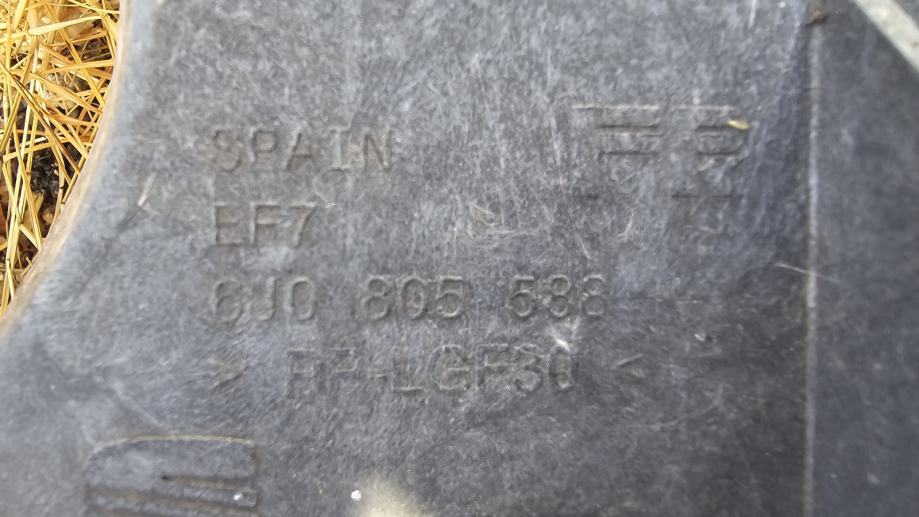 SPAIN
EF7
6J0 805 588
> PP-LGF30 <